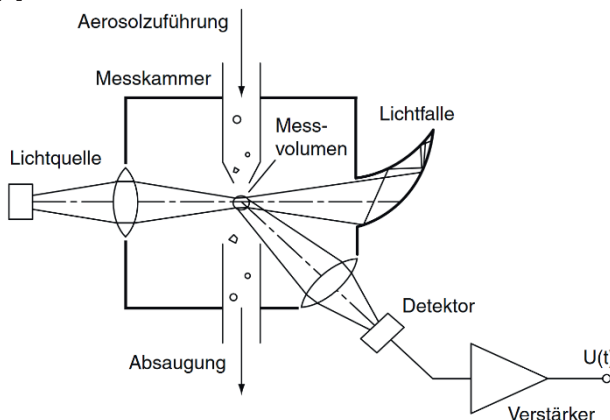 Aerosolzuführung
Messkammer
Lichtfalle
Mess-
volumen
Lichtquelle
Detektor
Absaugung
U(t)
Verstärker